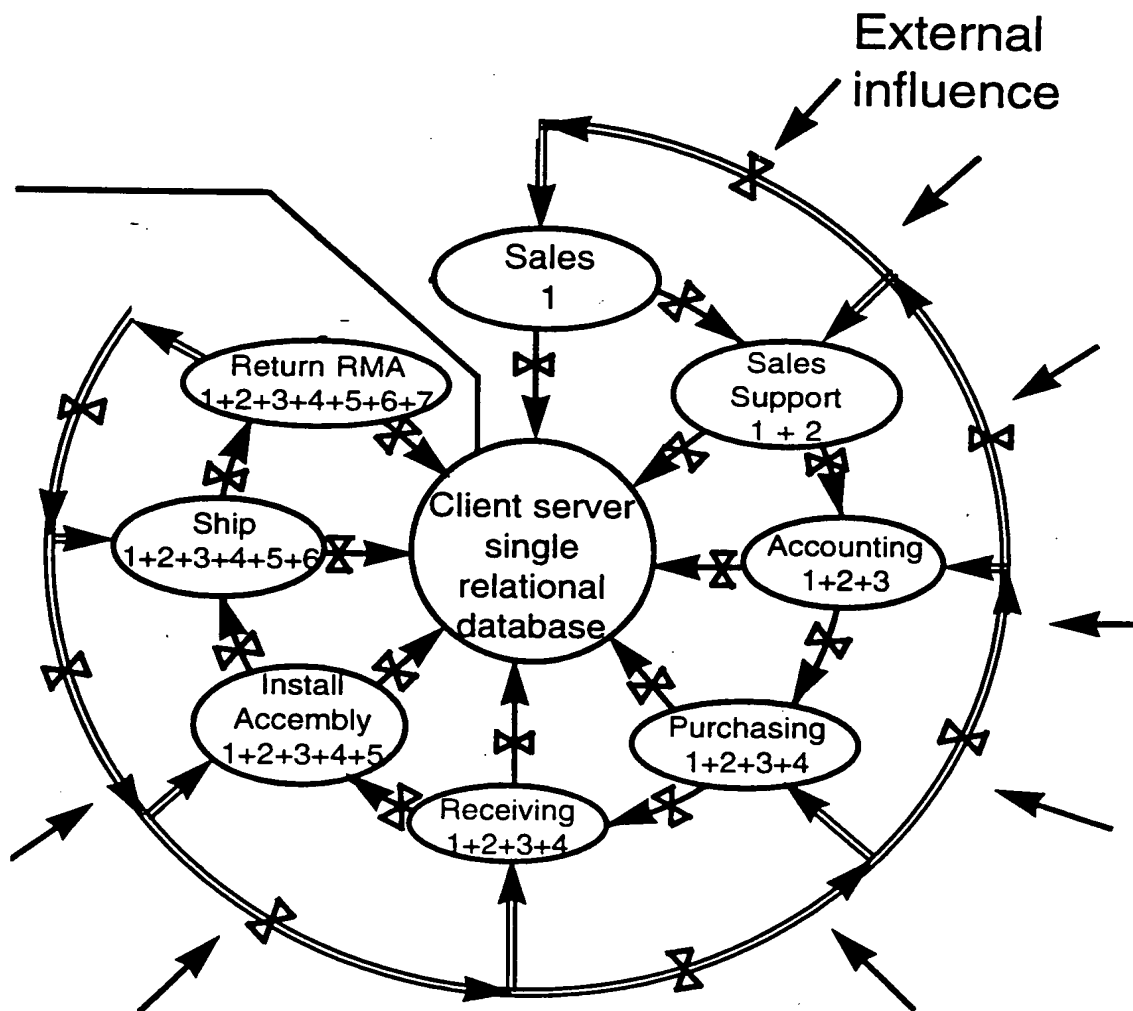 External
influence
Sales
1
Sales
Support
1 + 2
Return RMA
1+2+3+4+5+6+7
Client server
single
relational
database
Ship
1+2+3+4+5+6
Accounting
1+2+3
Install
Accembly
1+2+3+4+5
Purchasing
1+2+3+4
Receiving
1+2+3+4